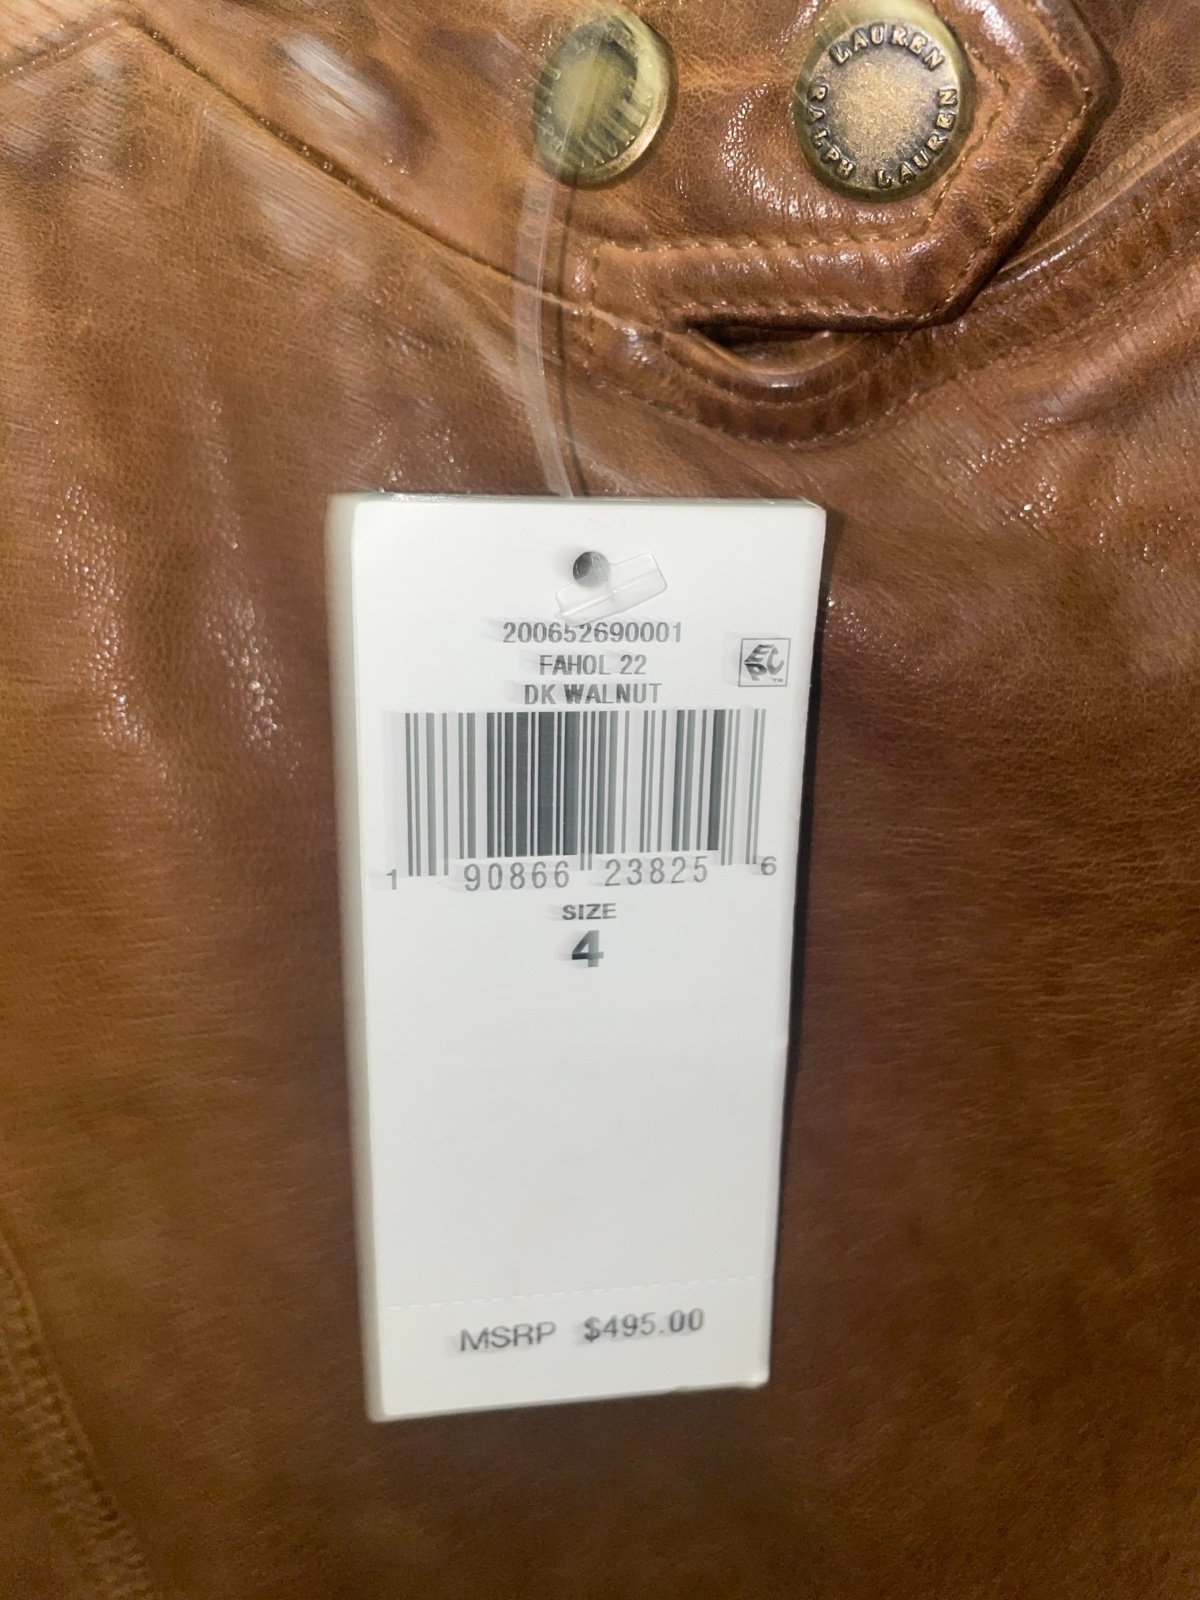 LAUREN
RALPH LAUREN
200652690001
FAHOL 22
DK WALNUT
1 90866 23825 6
SIZE
4
MSRP $495.00